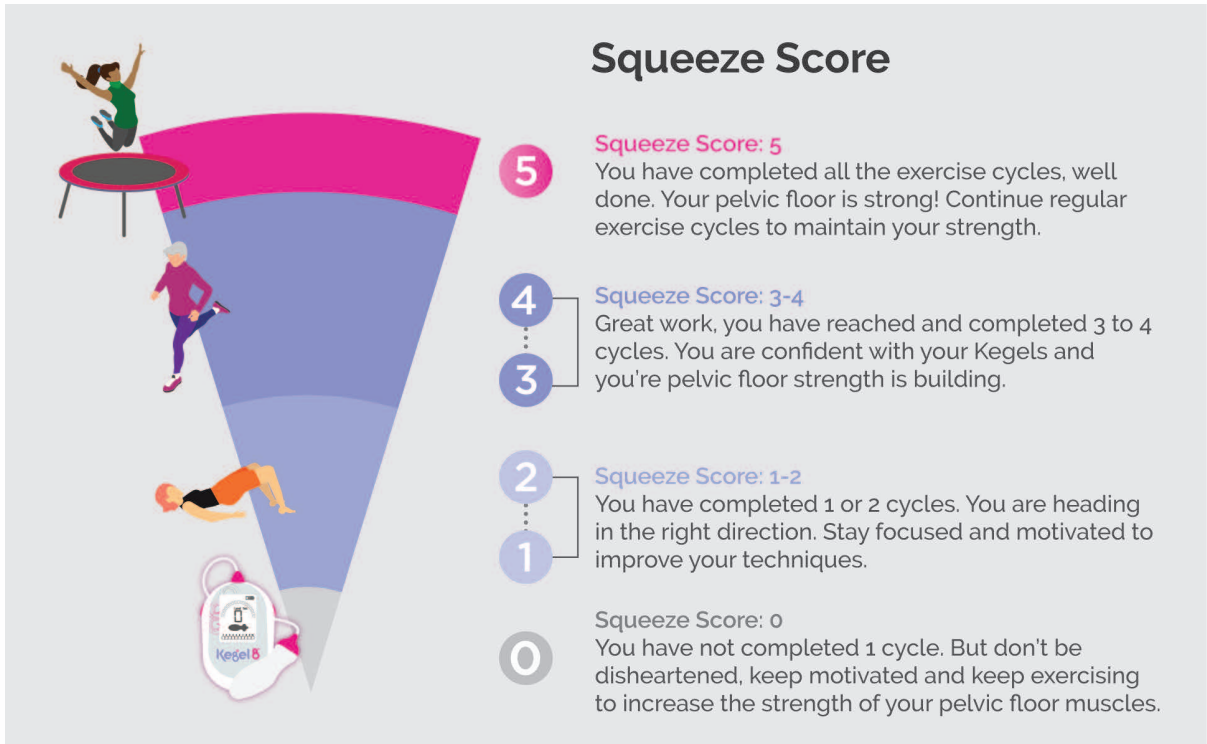 Squeeze Score
5
Squeeze Score: 5
You have completed all the exercise cycles, well
done. Your pelvic floor is strong! Continue regular
exercise cycles to maintain your strength.
4
3
Squeeze Score: 3-4
Great work, you have reached and completed 3 to 4
cycles. You are confident with your Kegels and
you’re pelvic floor strength is building.
2
1
Squeeze Score: 1-2
You have completed 1 or 2 cycles. You are heading
in the right direction. Stay focused and motivated to
improve your techniques.
Kegel8
0
Squeeze Score: 0
You have not completed 1 cycle. But don’t be
disheartened, keep motivated and keep exercising
to increase the strength of your pelvic floor muscles.